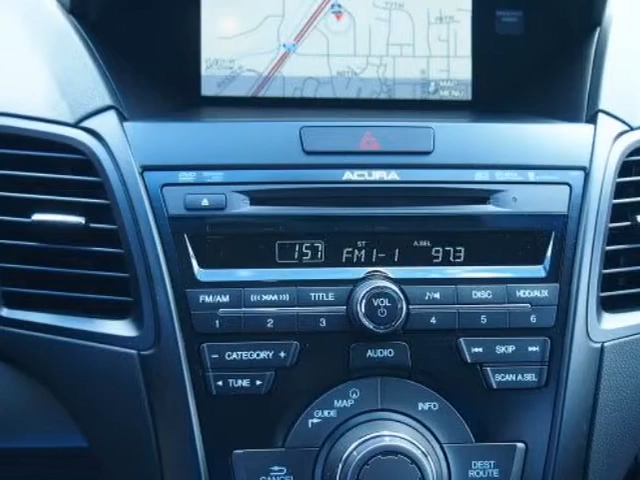 MAP
MENU
DVD
ACURA
ST A.SEL
157 FM1-1 97.3
FM/AM XM TITLE VOL DISC HDD/AUX
1 2 3 4 5 6
- CATEGORY + AUDIO SKIP
TUNE SCAN A.SEL
MAP INFO
GUIDE
CANCEL DEST
ROUTE